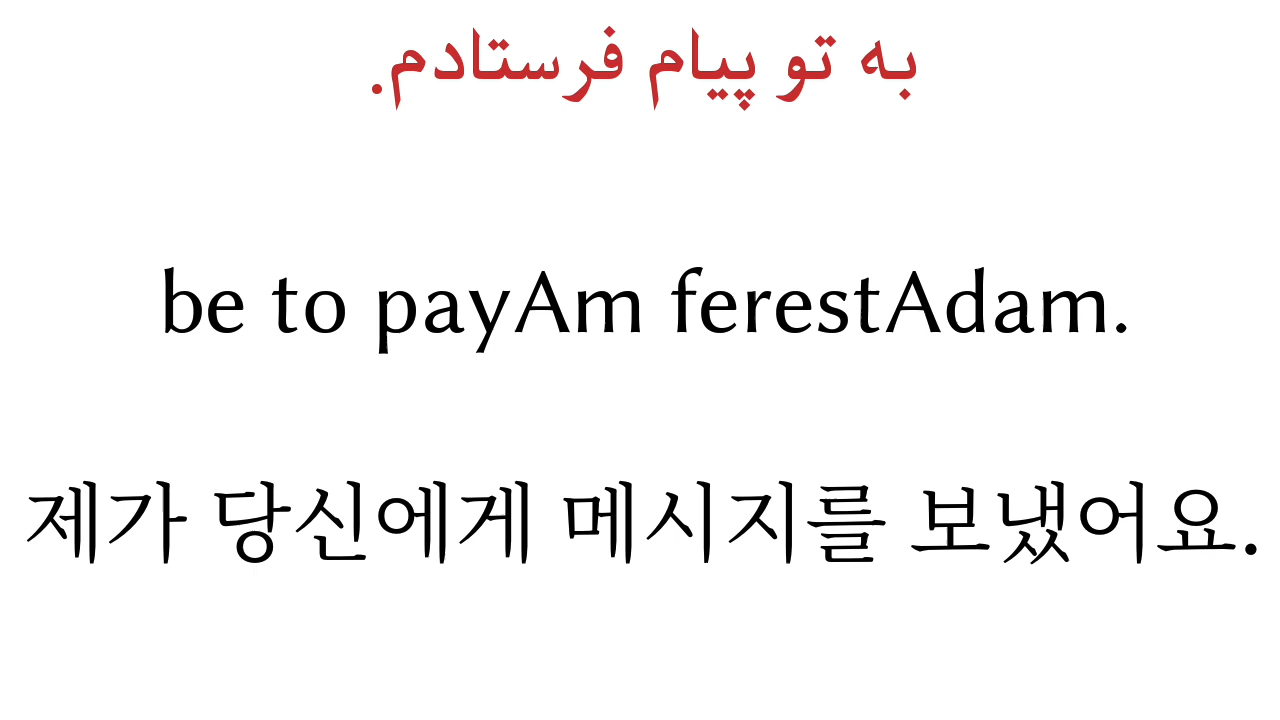 به تو پیام فرستادم.
be to payAm ferestAdam.
제가 당신에게 메시지를 보냈어요.